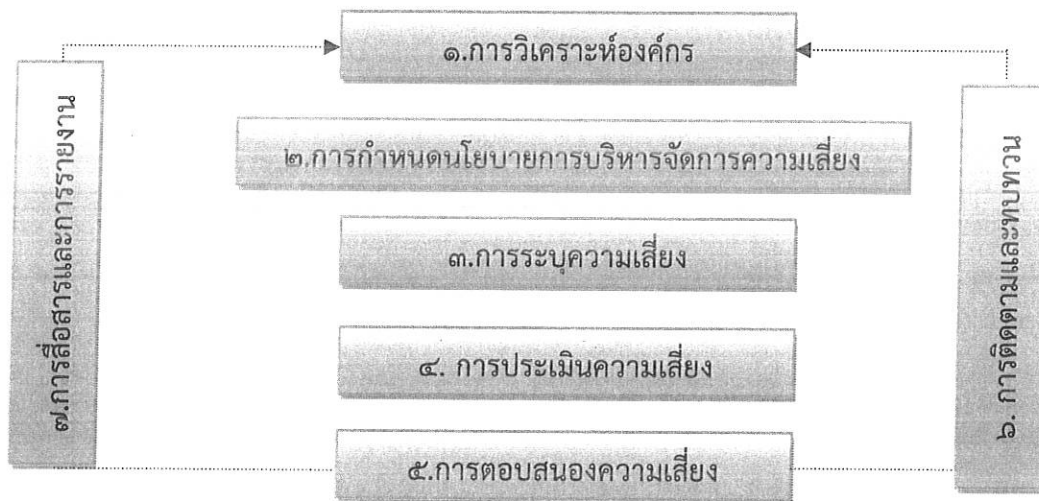 ๑.การวิเคราะห์องค์กร
๒.การกำหนดนโยบายการบริหารจัดการความเสี่ยง
๓.การระบุความเสี่ยง
๔. การประเมินความเสี่ยง
๕.การตอบสนองความเสี่ยง
๖. การติดตามและทบทวน
๗.การสื่อสารและการรายงาน